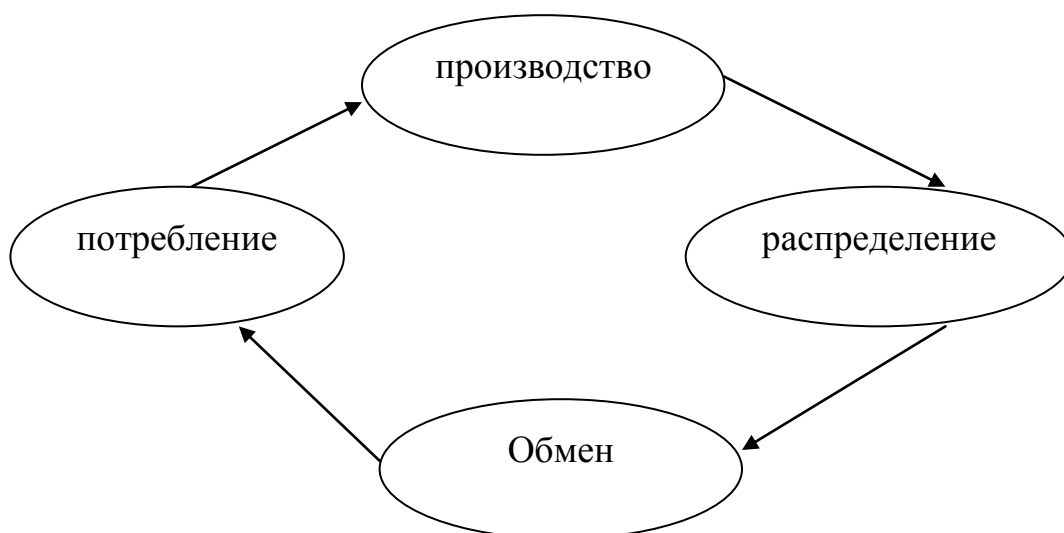 производство
потребление
распределение
Обмен